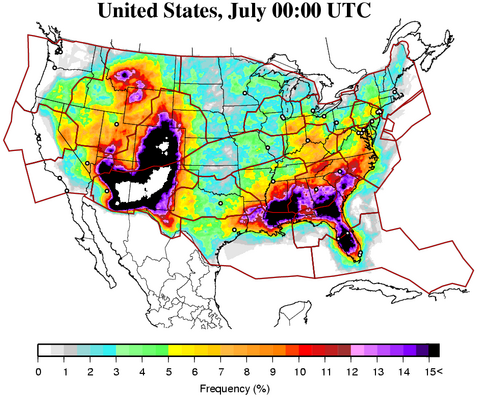 United States, July 00:00 UTC
0 1 2 3 4 5 6 7 8 9 10 11 12 13 14 15<
Frequency (%)